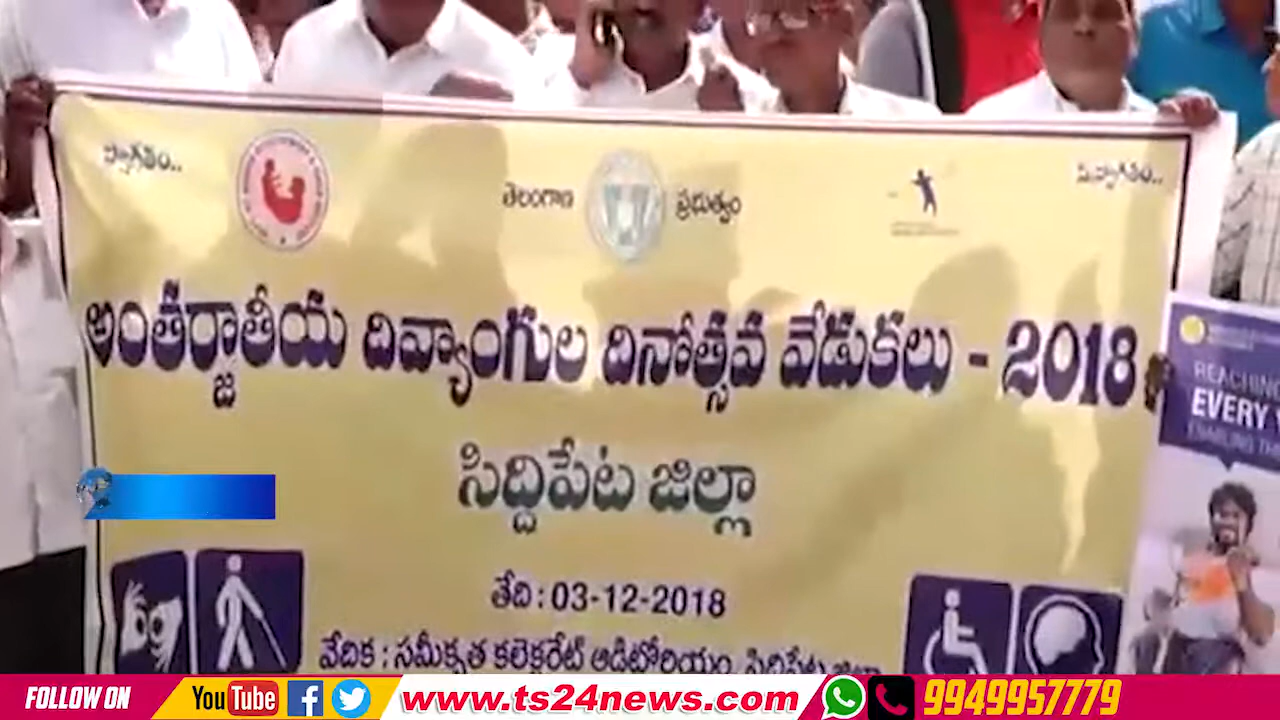 స్వాగతం..
తెలంగాణ ప్రభుత్వం
సుస్వాగతం..
అంతర్జాతీయ దివ్యాంగుల దినోత్సవ వేడుకలు - 2018
సిద్దిపేట జిల్లా
తేది : 03-12-2018
వేదిక : సమీకృత కలెక్టరేట్ ఆడిటోరియం, సిద్దిపేట జిల్లా
REACHING
EVERY
ENABLING
FOLLOW ON YouTube www.ts24news.com 9949957779